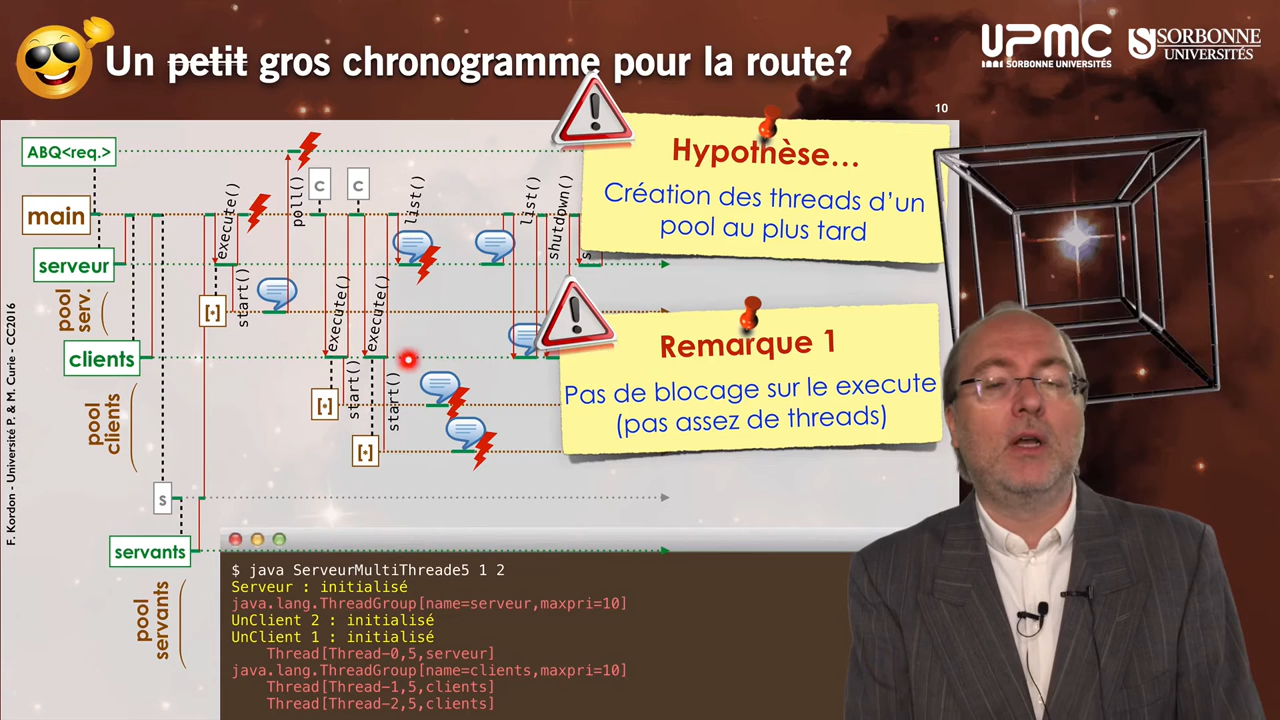 Un petit gros chronogramme pour la route?
UPMC
SORBONNE UNIVERSITÉS
SORBONNE
UNIVERSITÉS
10
ABQ<req.>
main
serveur
pool
serv.
clients
pool
clients
s
servants
pool
servants
execute()
start()
poll()
c
c
execute()
start()
execute()
start()
list()
list()
shutdown()
s
[·]
[·]
[·]
Hypothèse…
Création des threads d'un
pool au plus tard
Remarque 1
Pas de blocage sur le execute
(pas assez de threads)
F. Kordon - Université P. & M. Curie - CC2016
$ java ServeurMultiThreade5 1 2
Serveur : initialisé
java.lang.ThreadGroup[name=serveur,maxpri=10]
UnClient 2 : initialisé
UnClient 1 : initialisé
Thread[Thread-0,5,serveur]
java.lang.ThreadGroup[name=clients,maxpri=10]
Thread[Thread-1,5,clients]
Thread[Thread-2,5,clients]